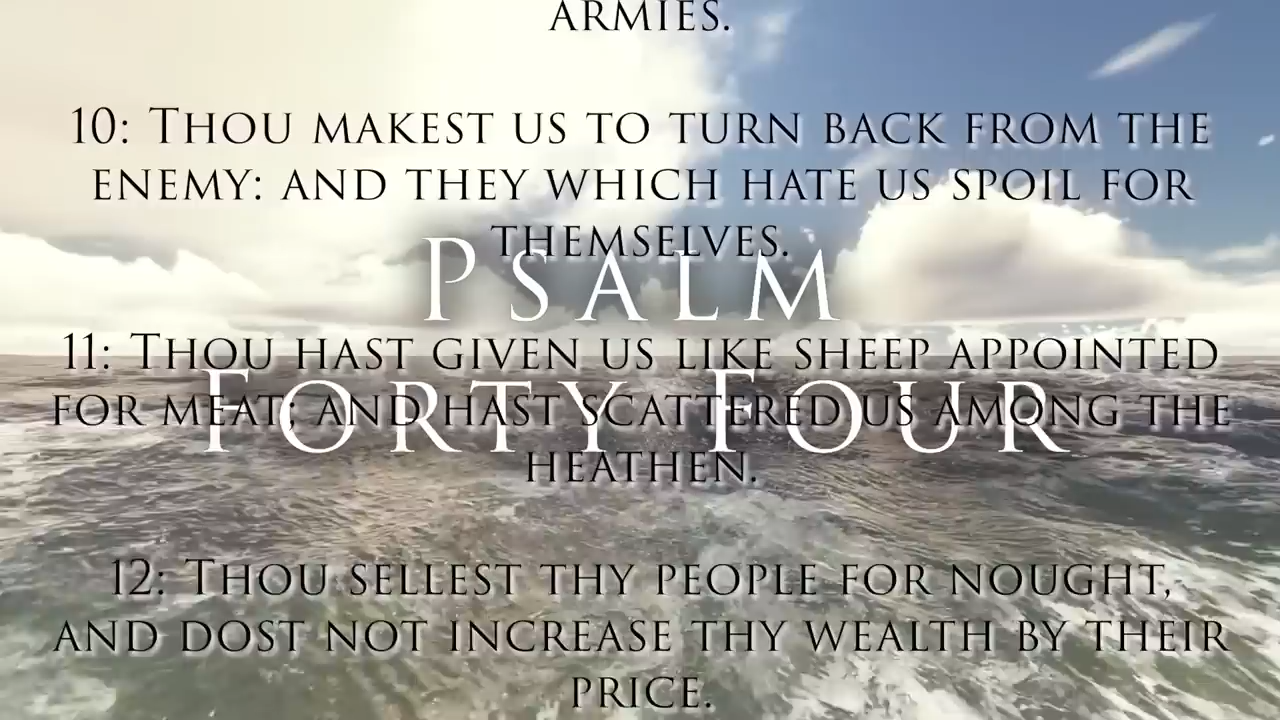 ARMIES.
10: THOU MAKEST US TO TURN BACK FROM THE
ENEMY: AND THEY WHICH HATE US SPOIL FOR
THEMSELVES.
PSALM
11: THOU HAST GIVEN US LIKE SHEEP APPOINTED
FORTY FOUR
FOR MEAT; AND HAST SCATTERED US AMONG THE
HEATHEN.
12: THOU SELLEST THY PEOPLE FOR NOUGHT,
AND DOST NOT INCREASE THY WEALTH BY THEIR
PRICE.